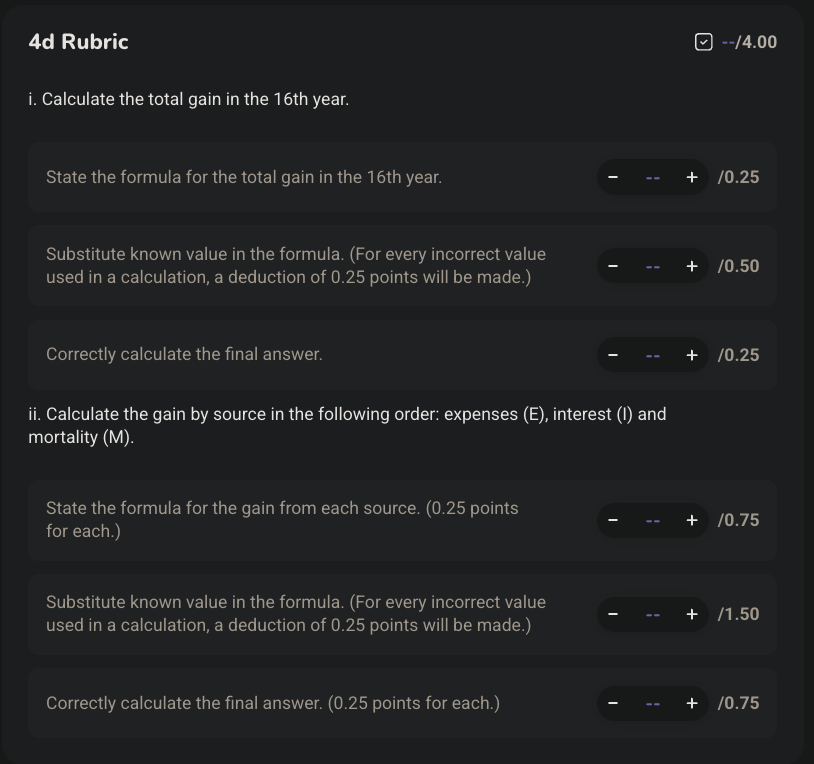 4d Rubric
--/4.00
i. Calculate the total gain in the 16th year.
State the formula for the total gain in the 16th year.
− -- + /0.25
Substitute known value in the formula. (For every incorrect value
used in a calculation, a deduction of 0.25 points will be made.)
− -- + /0.50
Correctly calculate the final answer.
− -- + /0.25
ii. Calculate the gain by source in the following order: expenses (E), interest (I) and
mortality (M).
State the formula for the gain from each source. (0.25 points
for each.)
− -- + /0.75
Substitute known value in the formula. (For every incorrect value
used in a calculation, a deduction of 0.25 points will be made.)
− -- + /1.50
Correctly calculate the final answer. (0.25 points for each.)
− -- + /0.75